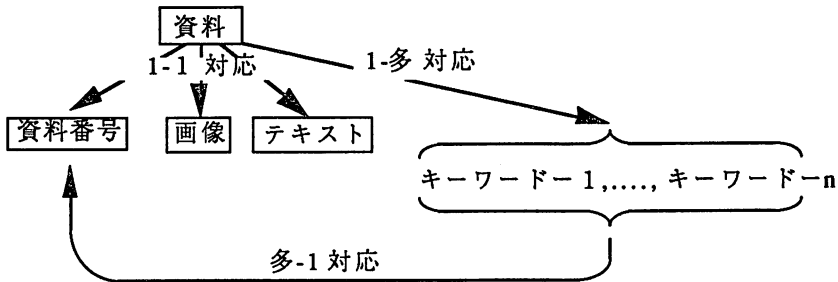 資料
1-1 対応
1-多 対応
資料番号
画像
テキスト
キーワードー1,...., キーワードーn
多-1 対応